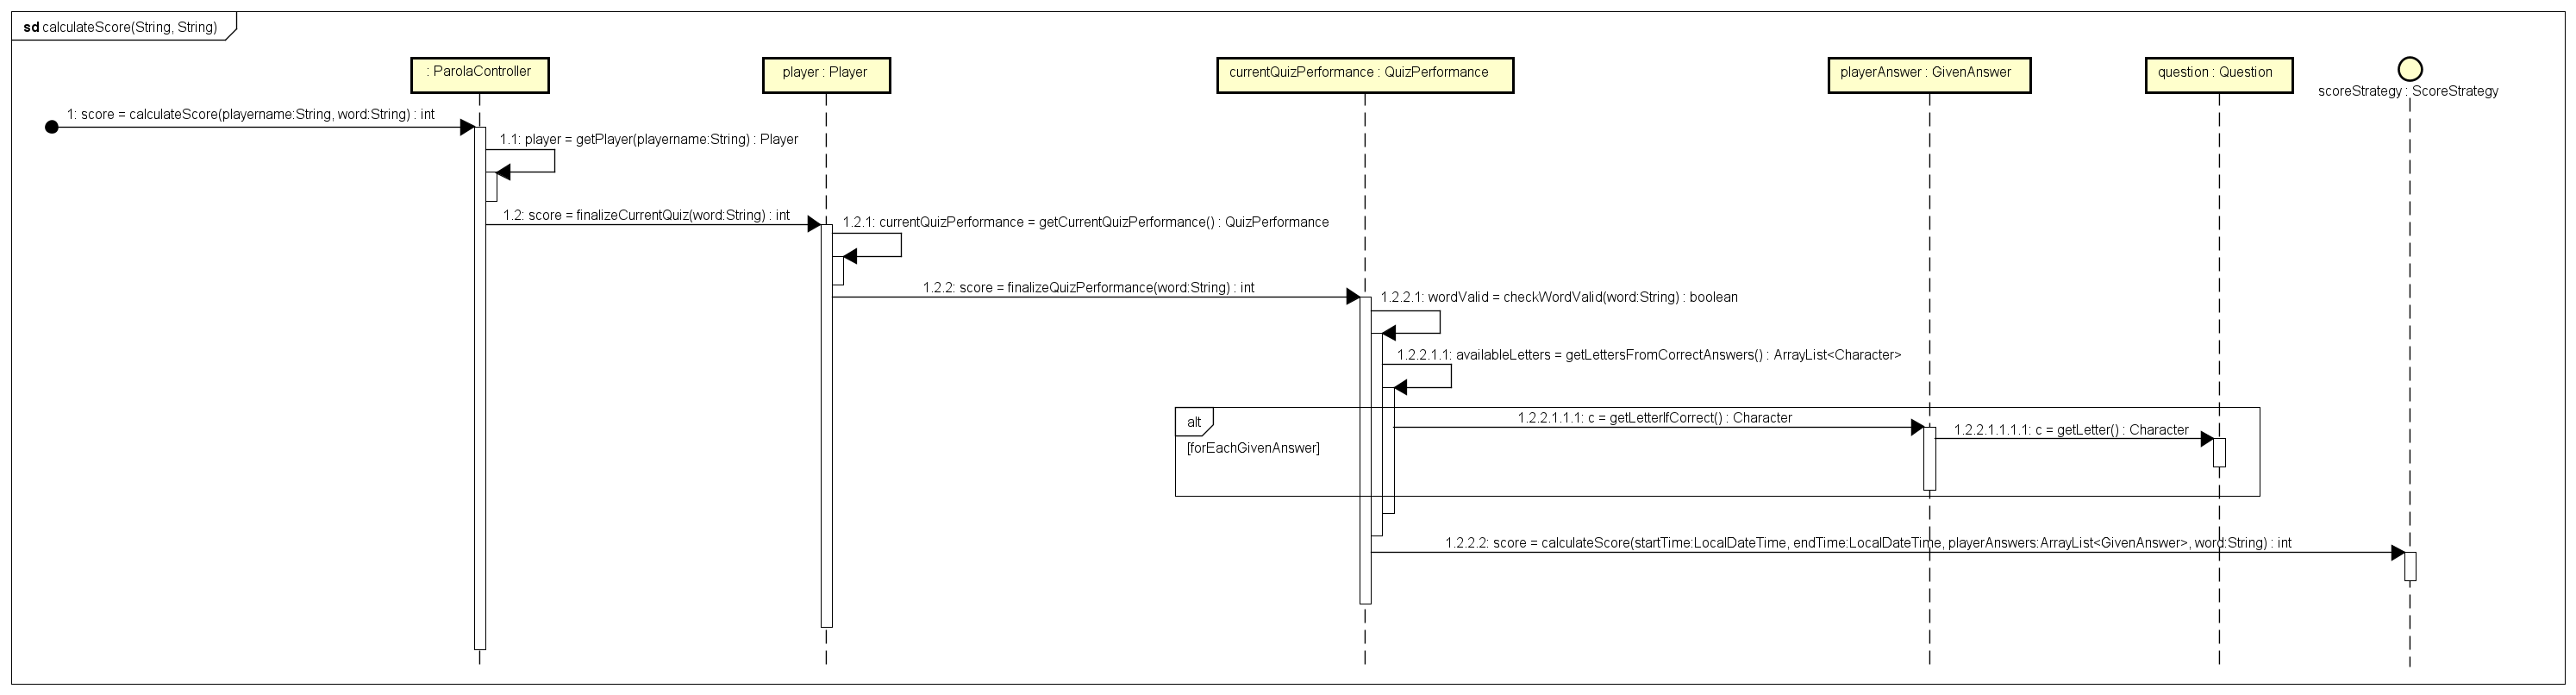 sd calculateScore(String, String)
: ParolaController
player : Player
currentQuizPerformance : QuizPerformance
playerAnswer : GivenAnswer
question : Question
scoreStrategy : ScoreStrategy
1: score = calculateScore(playername:String, word:String) : int
1.1: player = getPlayer(playername:String) : Player
1.2: score = finalizeCurrentQuiz(word:String) : int
1.2.1: currentQuizPerformance = getCurrentQuizPerformance() : QuizPerformance
1.2.2: score = finalizeQuizPerformance(word:String) : int
1.2.2.1: wordValid = checkWordValid(word:String) : boolean
1.2.2.1.1: availableLetters = getLettersFromCorrectAnswers() : ArrayList<Character>
alt
[forEachGivenAnswer]
1.2.2.1.1.1: c = getLetterIfCorrect() : Character
1.2.2.1.1.1.1: c = getLetter() : Character
1.2.2.2: score = calculateScore(startTime:LocalDateTime, endTime:LocalDateTime, playerAnswers:ArrayList<GivenAnswer>, word:String) : int